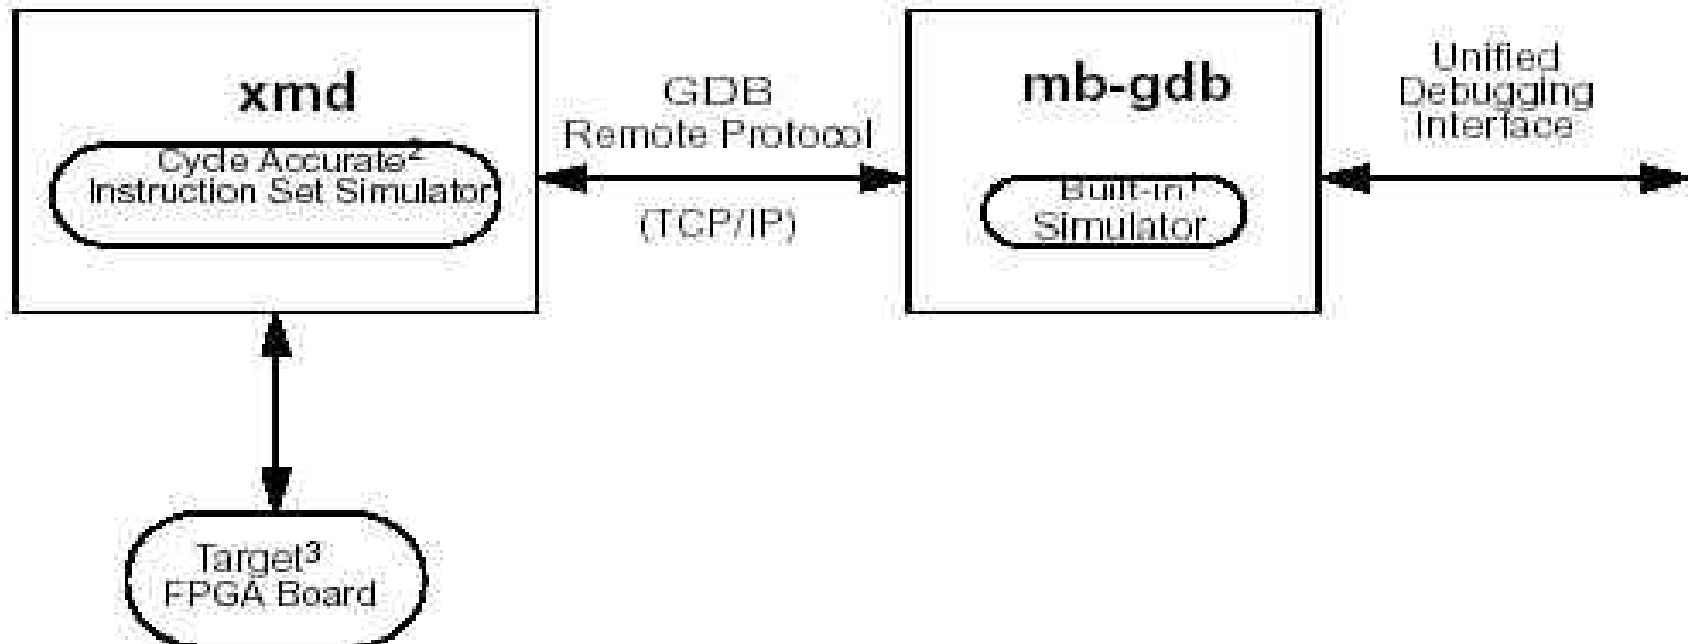 xmd
Cycle Accurate²
Instruction Set Simulator
GDB
Remote Protocol
(TCP/IP)
mb-gdb
Built-in¹
Simulator
Unified
Debugging
Interface
Target³
FPGA Board